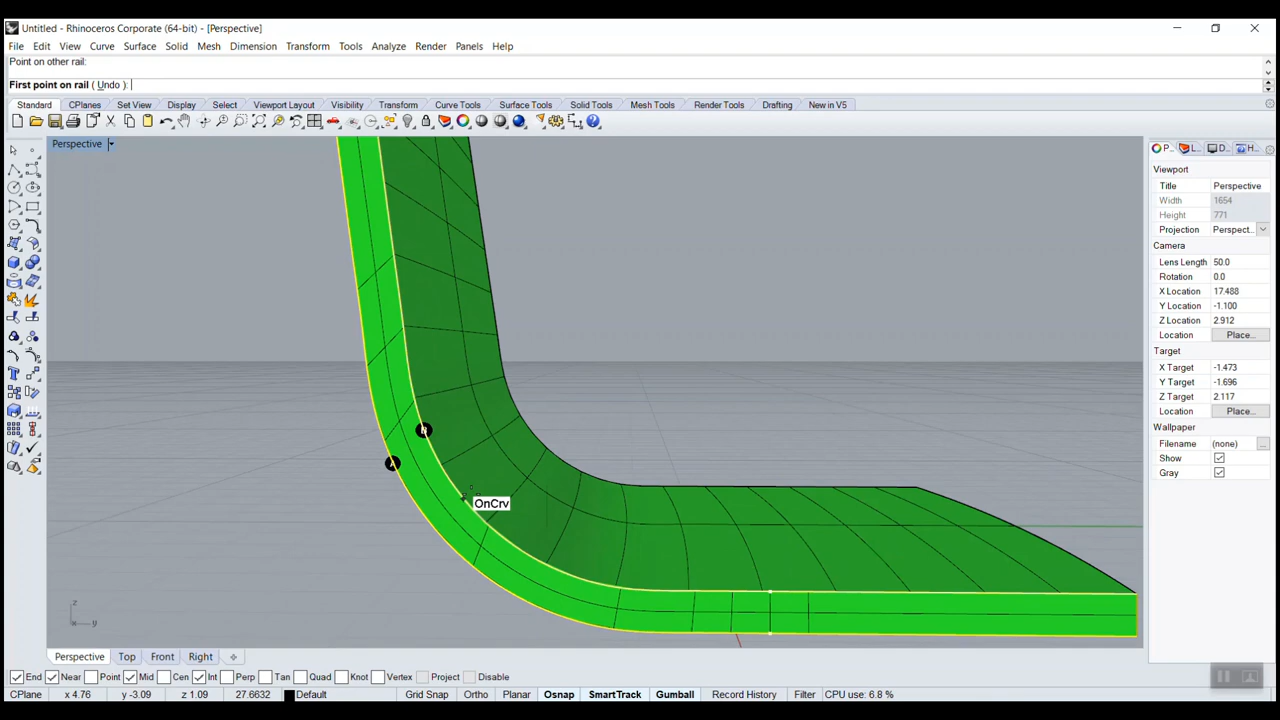 Untitled - Rhinoceros Corporate (64-bit) - [Perspective]
File Edit View Curve Surface Solid Mesh Dimension Transform Tools Analyze Render Panels Help
Point on other rail:
First point on rail ( Undo ):
Standard CPlanes Set View Display Select Viewport Layout Visibility Transform Curve Tools Surface Tools Solid Tools Mesh Tools Render Tools Drafting New in V5
Perspective
P... L... D... H...
Viewport
Title Perspective
Width 1654
Height 771
Projection Perspect...
Camera
Lens Length 50.0
Rotation 0.0
X Location 17.488
Y Location -1.100
Z Location 2.912
Location Place...
Target
X Target -1.473
Y Target -1.696
Z Target 2.117
Location Place...
Wallpaper
Filename (none) ...
Show
Gray
B
A
OnCrv
z
y
Perspective Top Front Right
End Near Point Mid Cen Int Perp Tan Quad Knot Vertex Project Disable
CPlane x 4.76 y -3.09 z 1.09 27.6632 Default Grid Snap Ortho Planar Osnap SmartTrack Gumball Record History Filter CPU use: 6.8 %